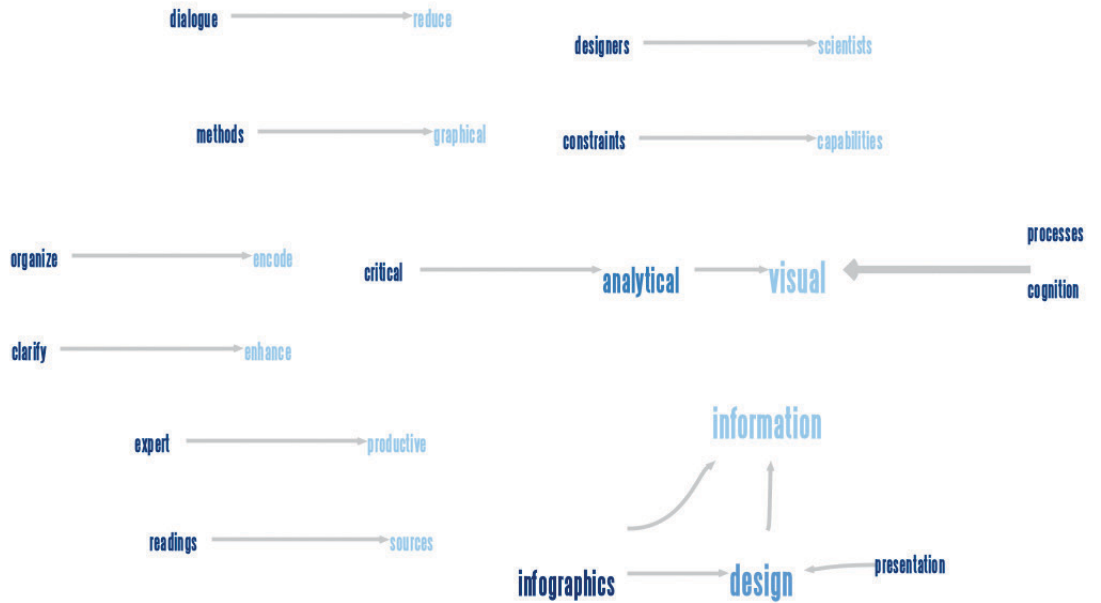 dialogue reduce
designers scientists
methods graphical
constraints capabilities
processes
organize encode
critical analytical visual
cognition
clarify enhance
information
expert productive
readings sources
infographics design presentation